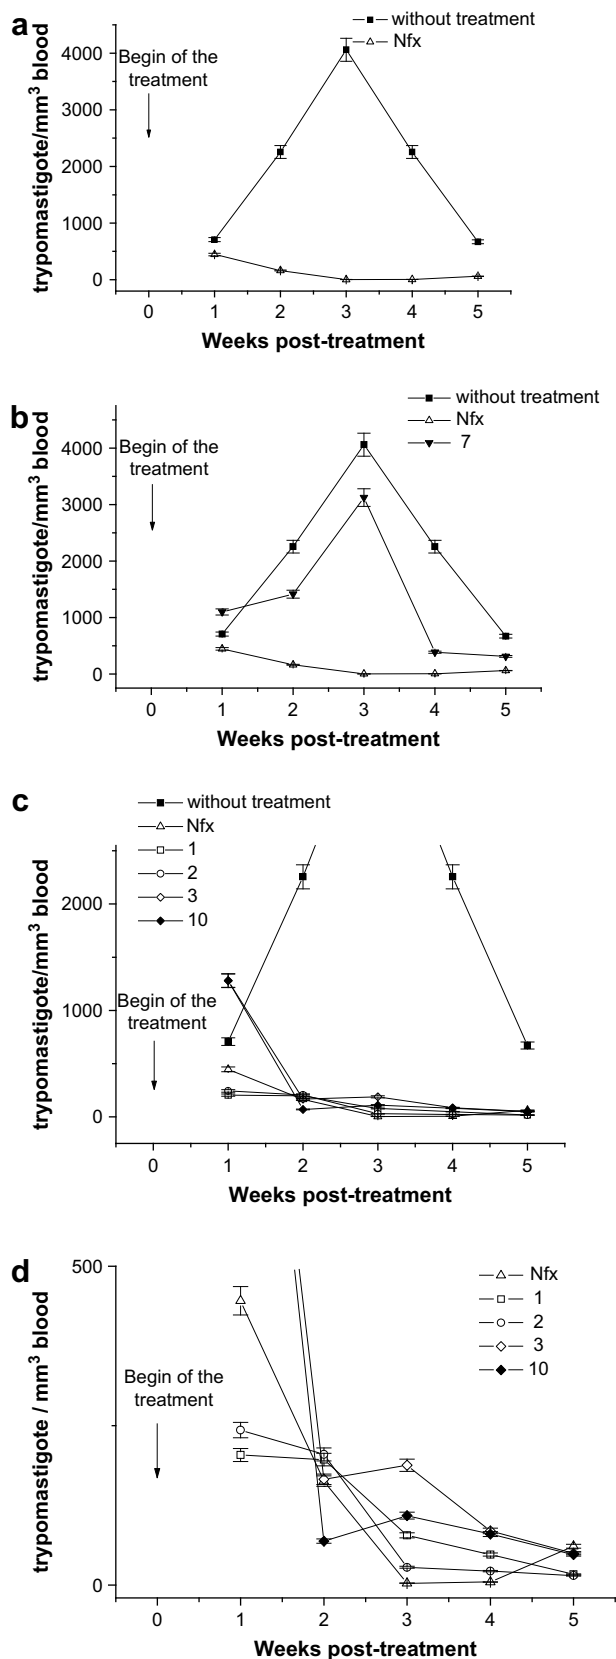 a
without treatment
Nfx
Begin of the
treatment
trypomastigote/mm³ blood
4000
3000
2000
1000
0
0 1 2 3 4 5
Weeks post-treatment
b
without treatment
Nfx
7
Begin of the
treatment
trypomastigote/mm³ blood
4000
3000
2000
1000
0
0 1 2 3 4 5
Weeks post-treatment
c
without treatment
Nfx
1
2
3
10
Begin of the
treatment
trypomastigote/mm³ blood
2000
1000
0
0 1 2 3 4 5
Weeks post-treatment
d
Nfx
1
2
3
10
Begin of the
treatment
trypomastigote / mm³ blood
500
0
0 1 2 3 4 5
Weeks post-treatment